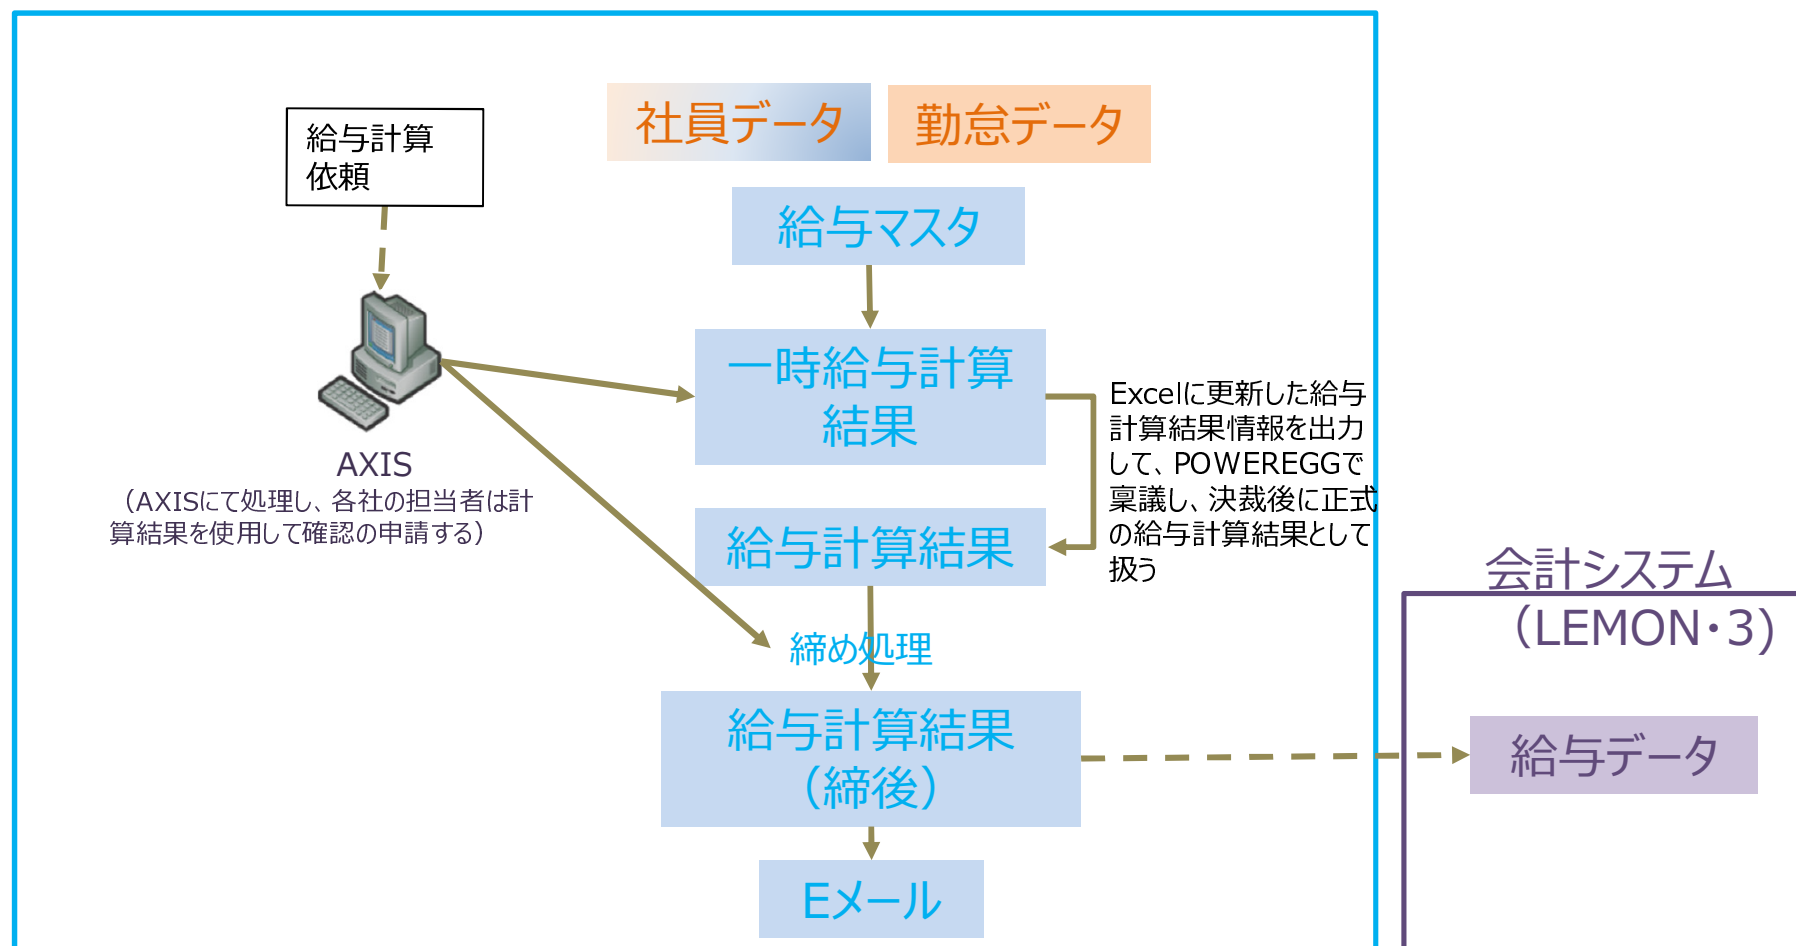 社員データ
勤怠データ
給与計算
依頼
給与マスタ
一時給与計算
結果
Excelに更新した給与
計算結果情報を出力
して、POWEREGGで
稟議し、決裁後に正式
の給与計算結果として
扱う
AXIS
（AXISにて処理し、各社の担当者は計
算結果を使用して確認の申請する）
給与計算結果
締め処理
給与計算結果
（締後）
Eメール
会計システム
（LEMON・3)
給与データ